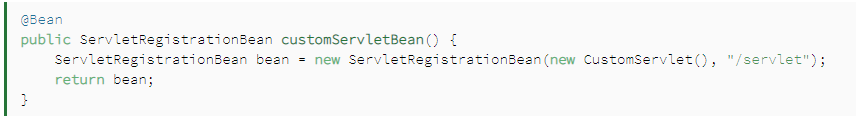 @Bean
public ServletRegistrationBean customServletBean() {
    ServletRegistrationBean bean = new ServletRegistrationBean(new CustomServlet(), "/servlet");
    return bean;
}